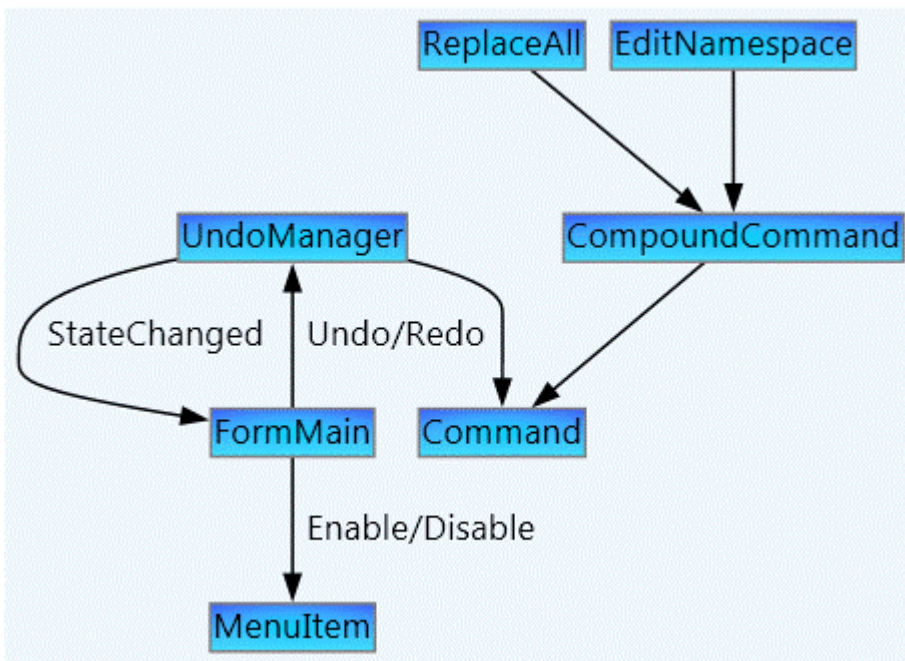 ReplaceAll
EditNamespace
UndoManager
CompoundCommand
StateChanged
Undo/Redo
FormMain
Command
Enable/Disable
MenuItem